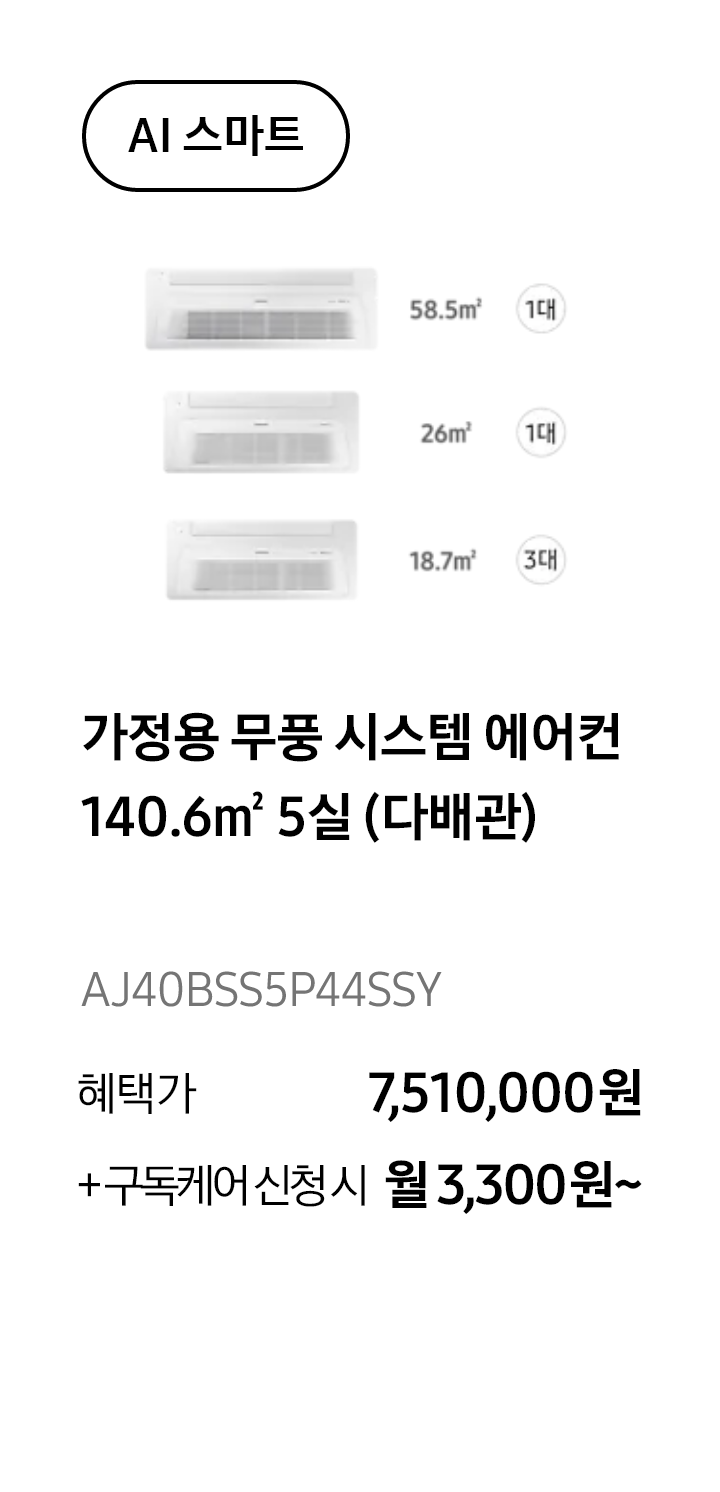 AI 스마트
58.5㎡ 1대
26㎡ 1대
18.7㎡ 3대
가정용 무풍 시스템 에어컨
140.6㎡ 5실 (다배관)
AJ40BSS5P44SSY
혜택가 7,510,000원
+ 구독케어 신청 시 월 3,300원~